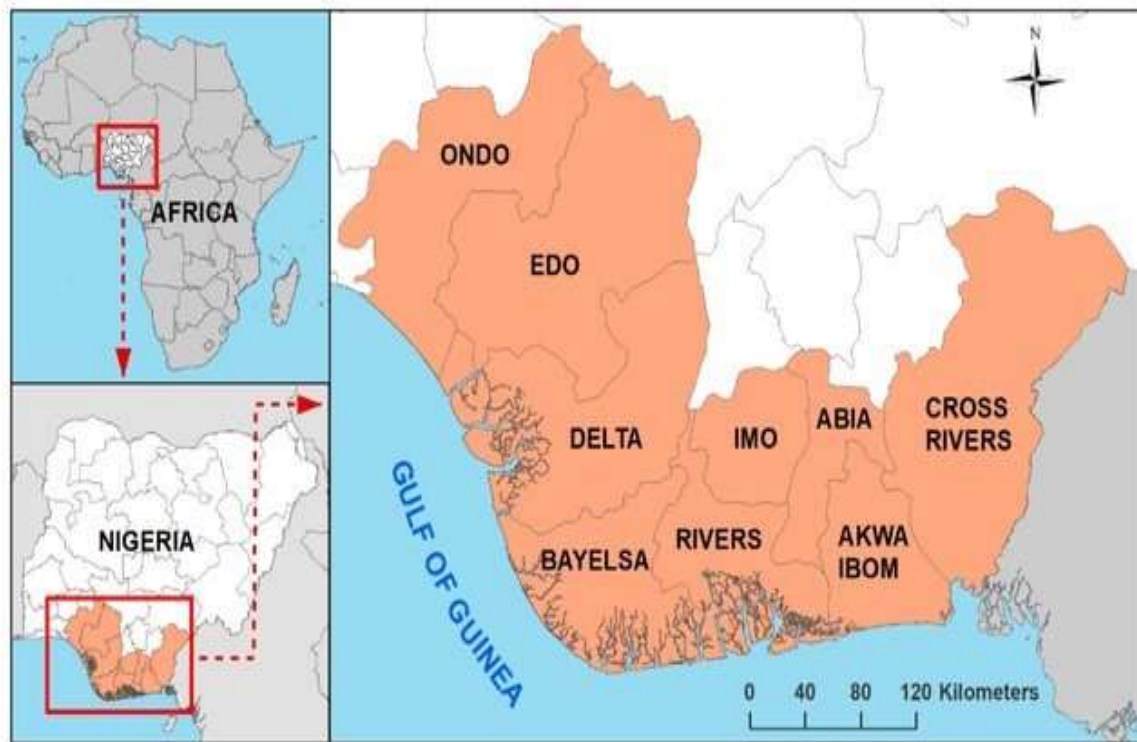 AFRICA
NIGERIA
N
ONDO
EDO
DELTA
IMO
ABIA
CROSS
RIVERS
BAYELSA
RIVERS
AKWA
IBOM
GULF OF GUINEA
0 40 80 120 Kilometers